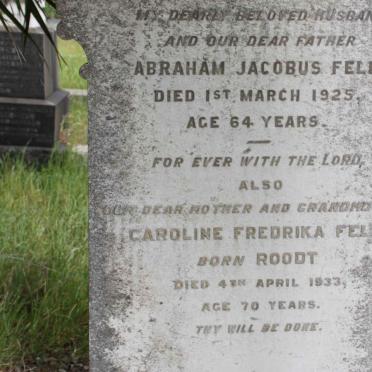 MY DEARLY BELOVED HUSBAN
AND OUR DEAR FATHER
ABRAHAM JACOBUS FELL
DIED 1ST MARCH 1925,
AGE 64 YEARS.
FOR EVER WITH THE LORD,
ALSO
OUR DEAR MOTHER AND GRANDMO
CAROLINE FREDRIKA FEL
BORN ROODT
DIED 4TH APRIL 1933,
AGE 70 YEARS.
THY WILL BE DONE.